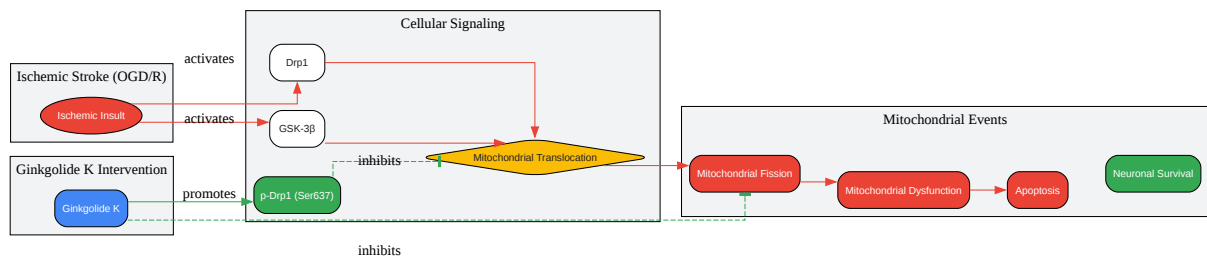 Cellular Signaling
Ischemic Stroke (OGD/R)
Ischemic Insult
activates
activates
Drp1
GSK-3β
Mitochondrial Translocation
Ginkgolide K Intervention
Ginkgolide K
promotes
p-Drp1 (Ser637)
inhibits
inhibits
Mitochondrial Events
Mitochondrial Fission
Mitochondrial Dysfunction
Apoptosis
Neuronal Survival